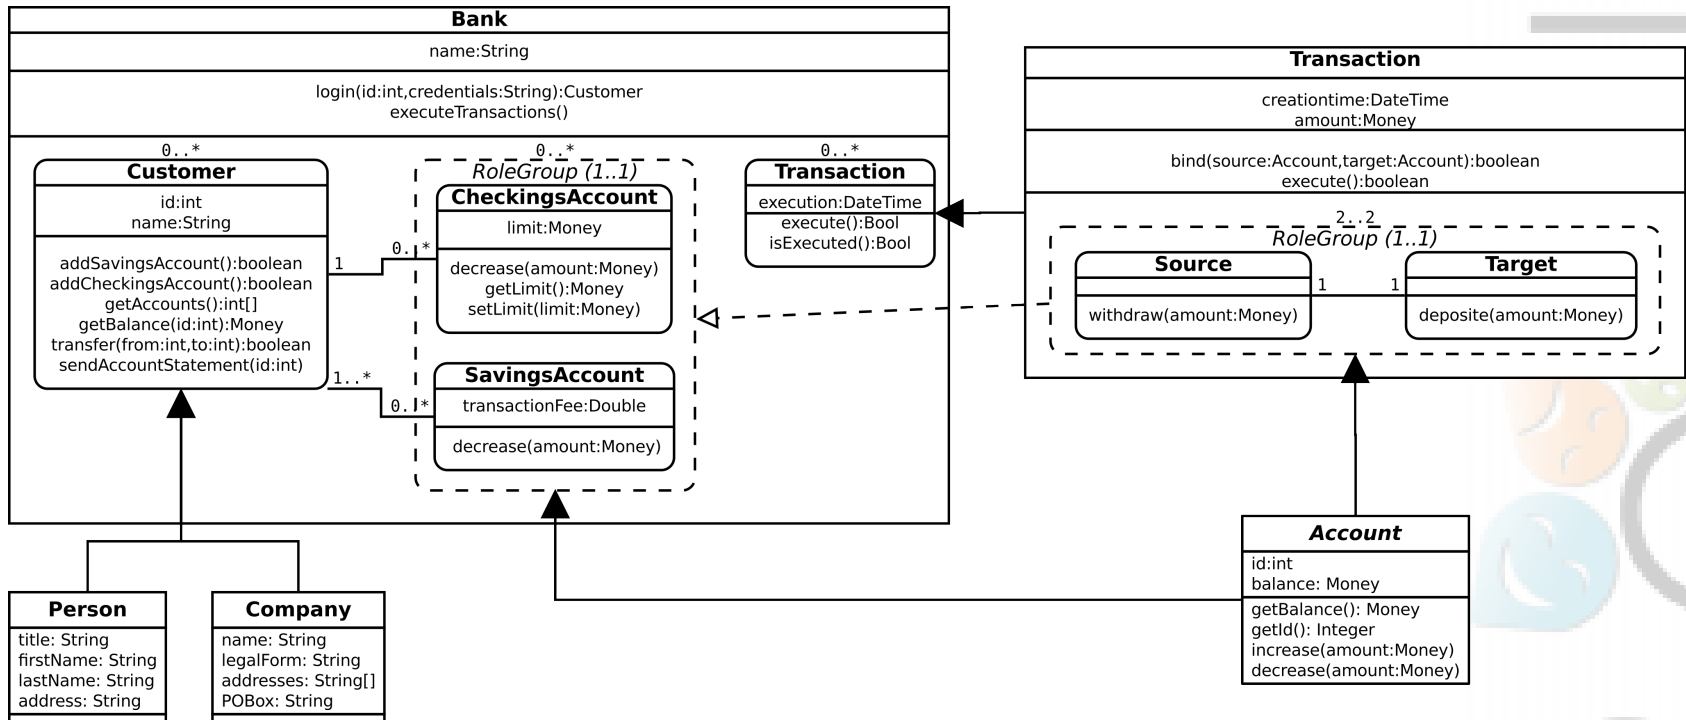 Bank
name:String
login(id:int,credentials:String):Customer
executeTransactions()
0..*
Customer
id:int
name:String
addSavingsAccount():boolean
addCheckingsAccount():boolean
getAccounts():int[]
getBalance(id:int):Money
transfer(from:int,to:int):boolean
sendAccountStatement(id:int)
1
0..*
1..*
0..*
0..*
RoleGroup (1..1)
CheckingsAccount
limit:Money
decrease(amount:Money)
getLimit():Money
setLimit(limit:Money)
SavingsAccount
transactionFee:Double
decrease(amount:Money)
0..*
Transaction
execution:DateTime
execute():Bool
isExecuted():Bool
Transaction
creationtime:DateTime
amount:Money
bind(source:Account,target:Account):boolean
execute():boolean
2..2
RoleGroup (1..1)
Source
withdraw(amount:Money)
1
1
Target
deposite(amount:Money)
Person
title: String
firstName: String
lastName: String
address: String
Company
name: String
legalForm: String
addresses: String[]
POBox: String
Account
id:int
balance: Money
getBalance(): Money
getId(): Integer
increase(amount:Money)
decrease(amount:Money)